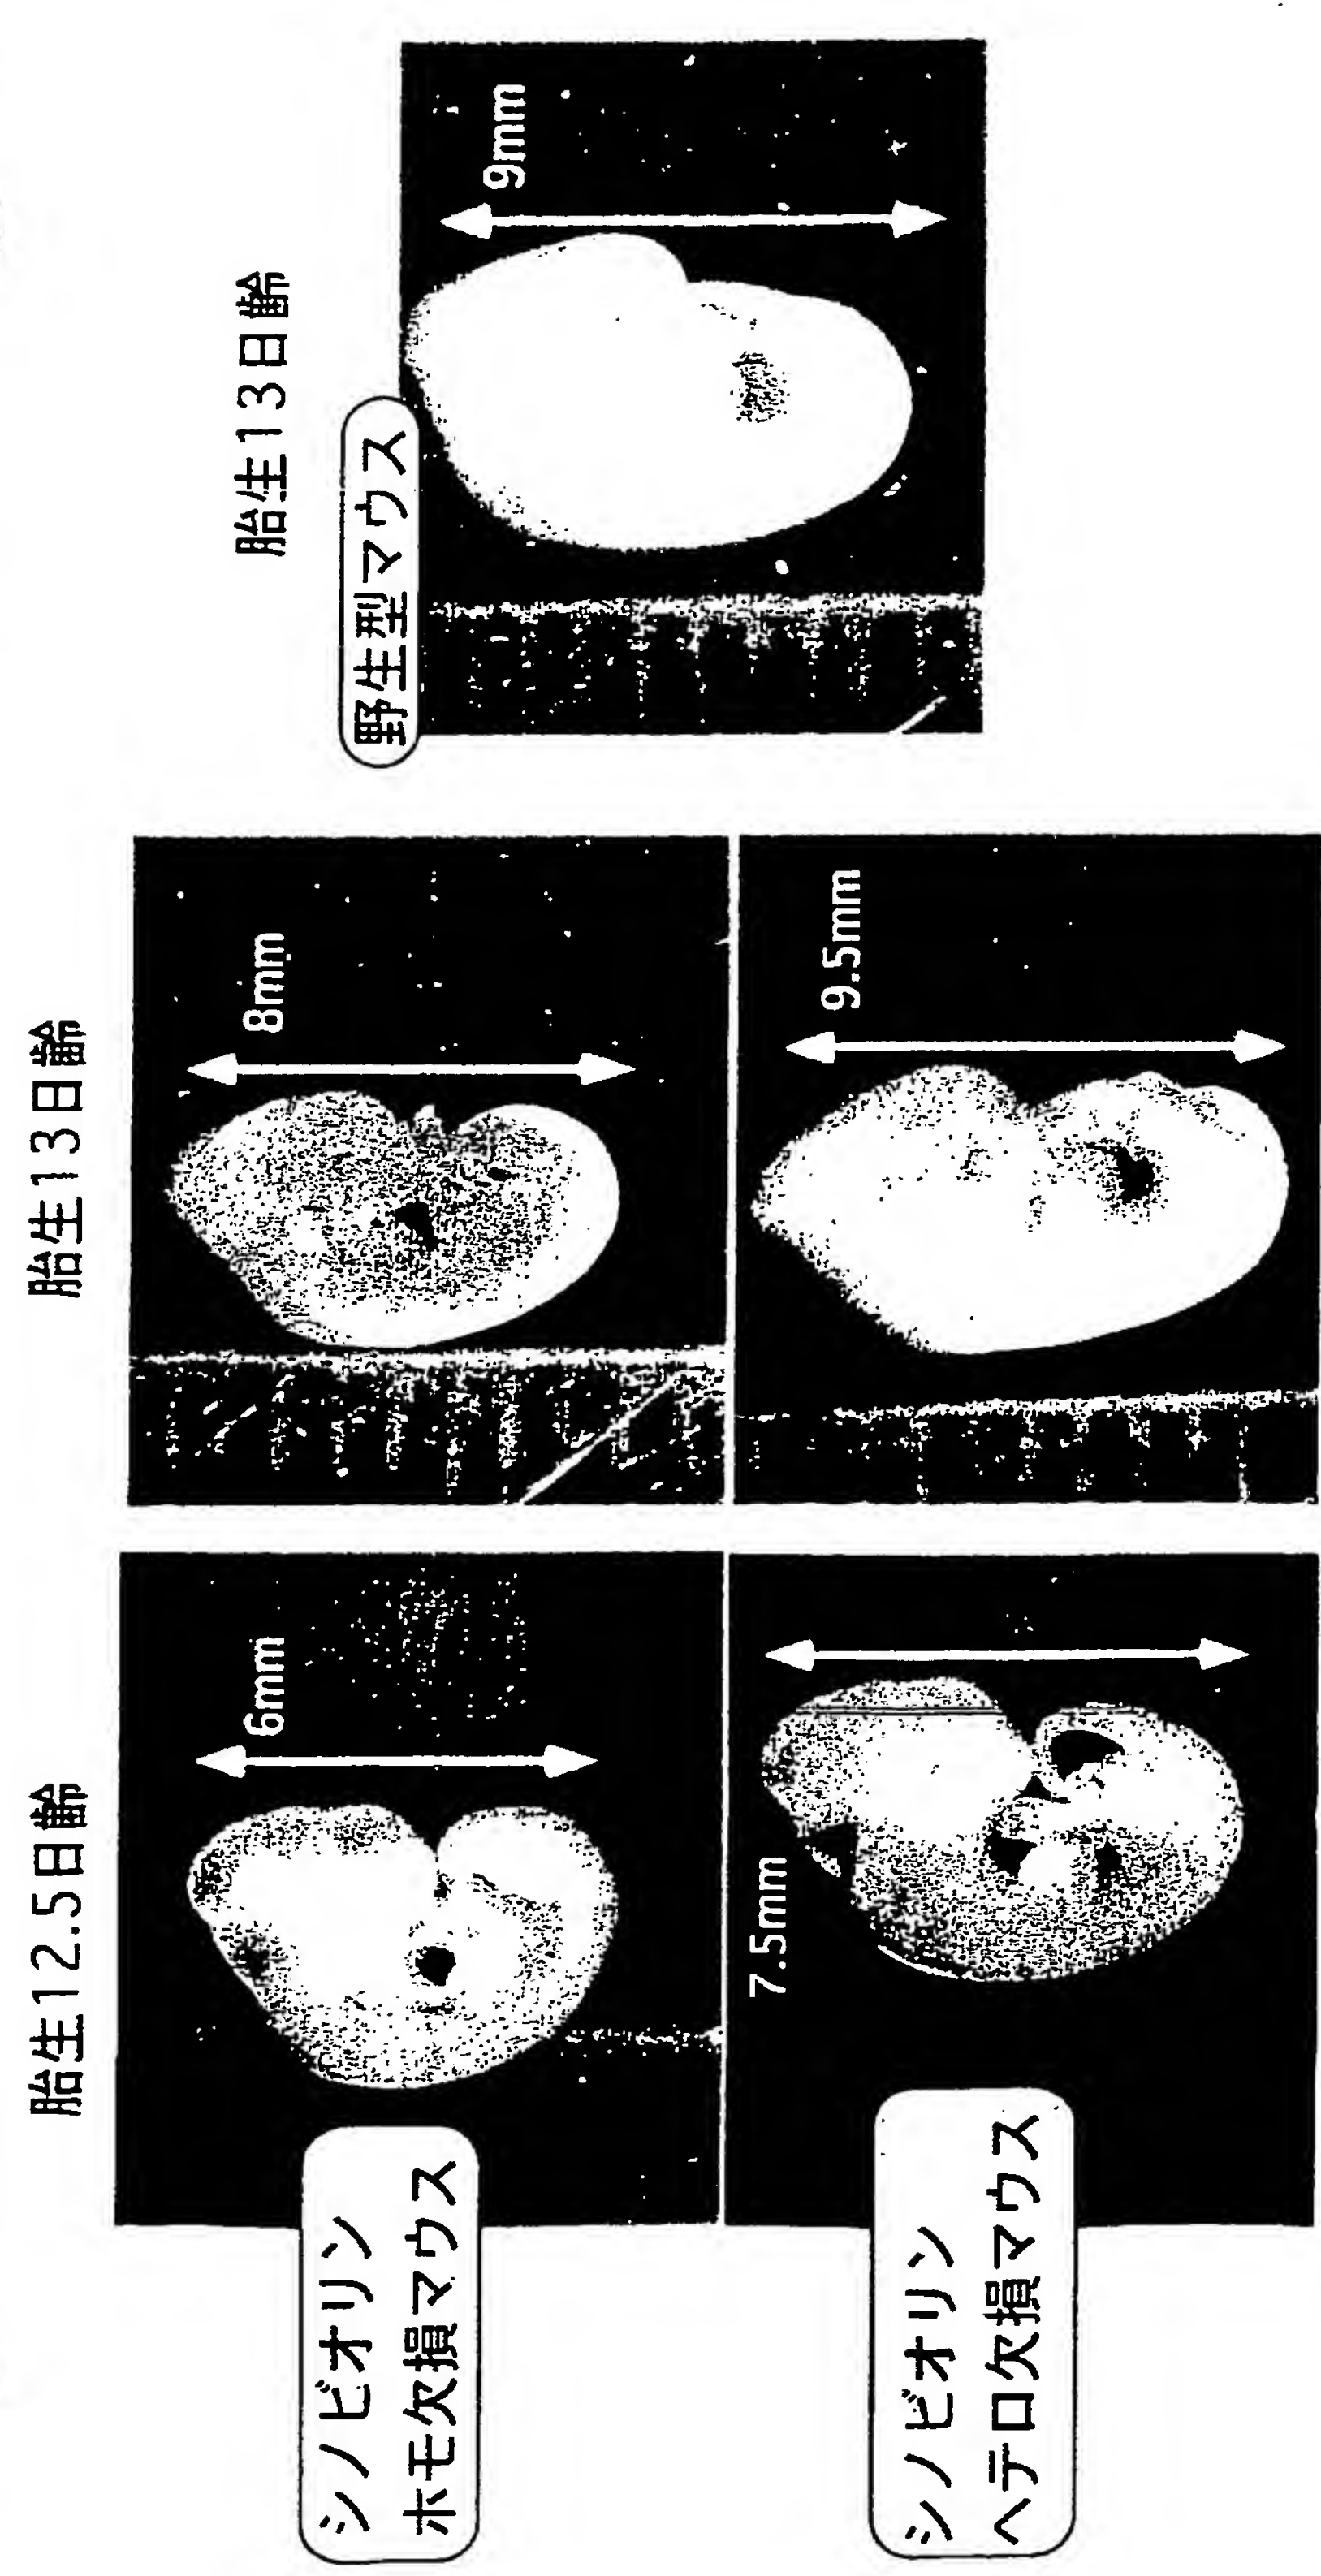 胎生12.5日齢
胎生13日齢
胎生13日齢
シノビオリン
ホモ欠損マウス
6mm
8mm
野生型マウス
9mm
シノビオリン
ヘテロ欠損マウス
7.5mm
9.5mm